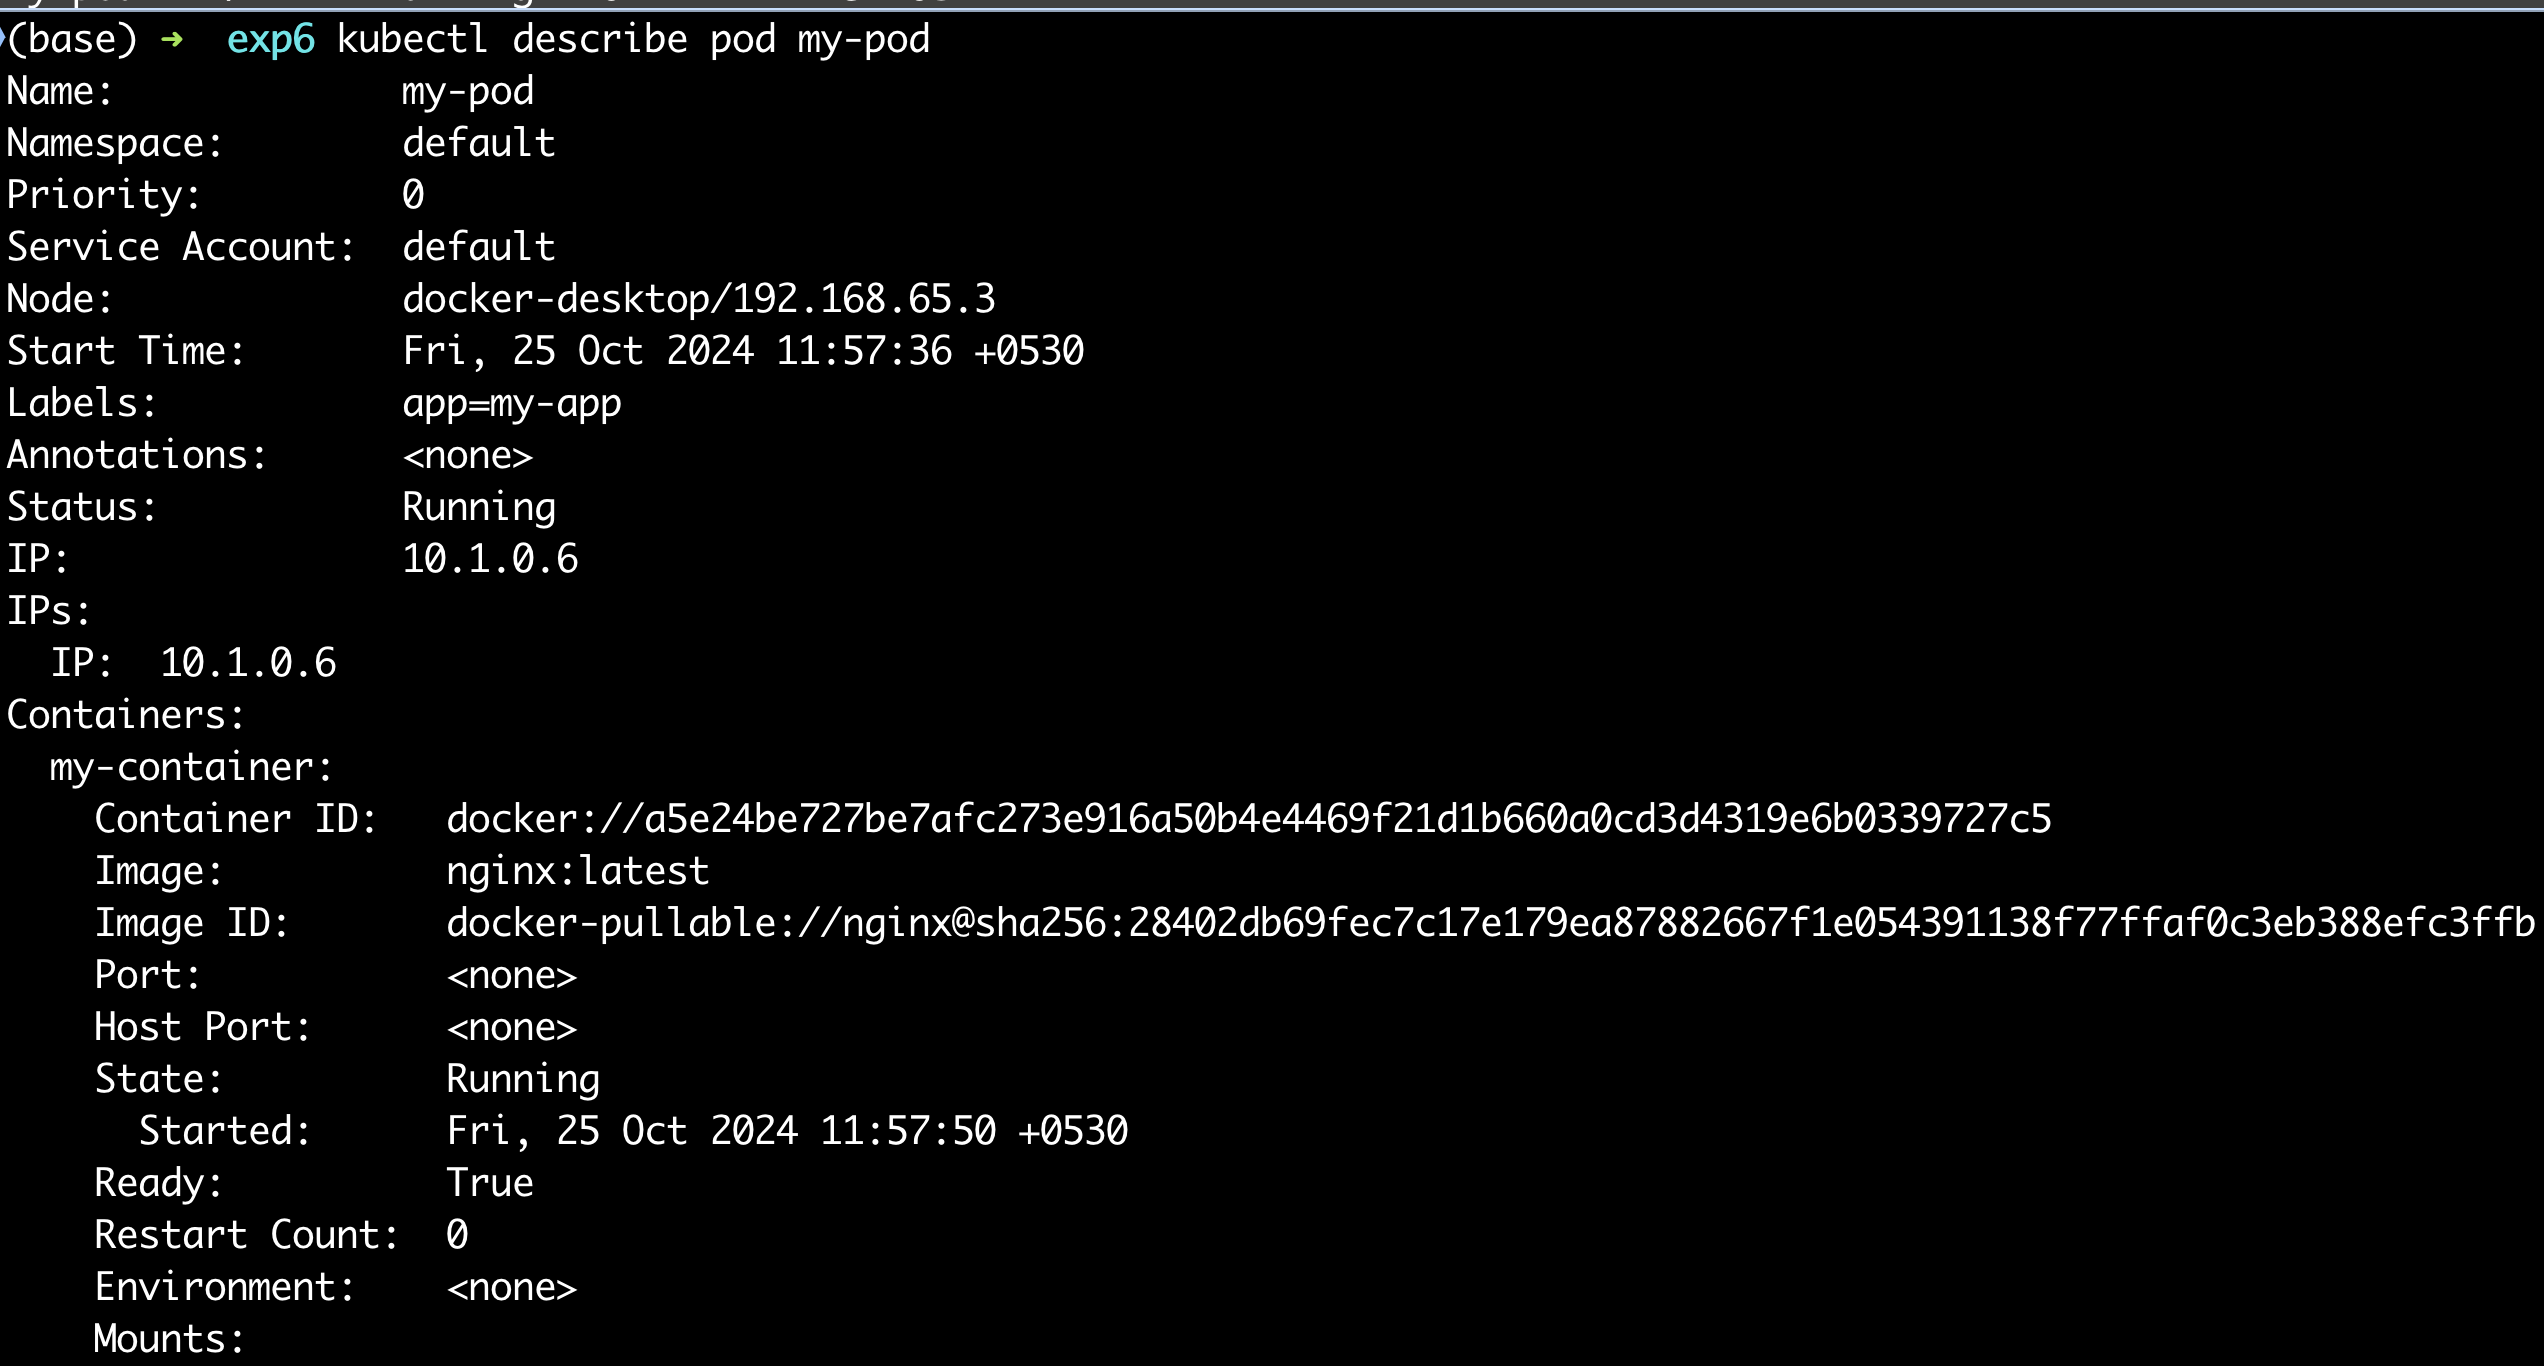 (base) ➜  exp6 kubectl describe pod my-pod
Name:             my-pod
Namespace:        default
Priority:         0
Service Account:  default
Node:             docker-desktop/192.168.65.3
Start Time:       Fri, 25 Oct 2024 11:57:36 +0530
Labels:           app=my-app
Annotations:      <none>
Status:           Running
IP:               10.1.0.6
IPs:
  IP:  10.1.0.6
Containers:
  my-container:
    Container ID:   docker://a5e24be727be7afc273e916a50b4e4469f21d1b660a0cd3d4319e6b0339727c5
    Image:          nginx:latest
    Image ID:       docker-pullable://nginx@sha256:28402db69fec7c17e179ea87882667f1e054391138f77ffaf0c3eb388efc3ffb
    Port:           <none>
    Host Port:      <none>
    State:          Running
      Started:      Fri, 25 Oct 2024 11:57:50 +0530
    Ready:          True
    Restart Count:  0
    Environment:    <none>
    Mounts: